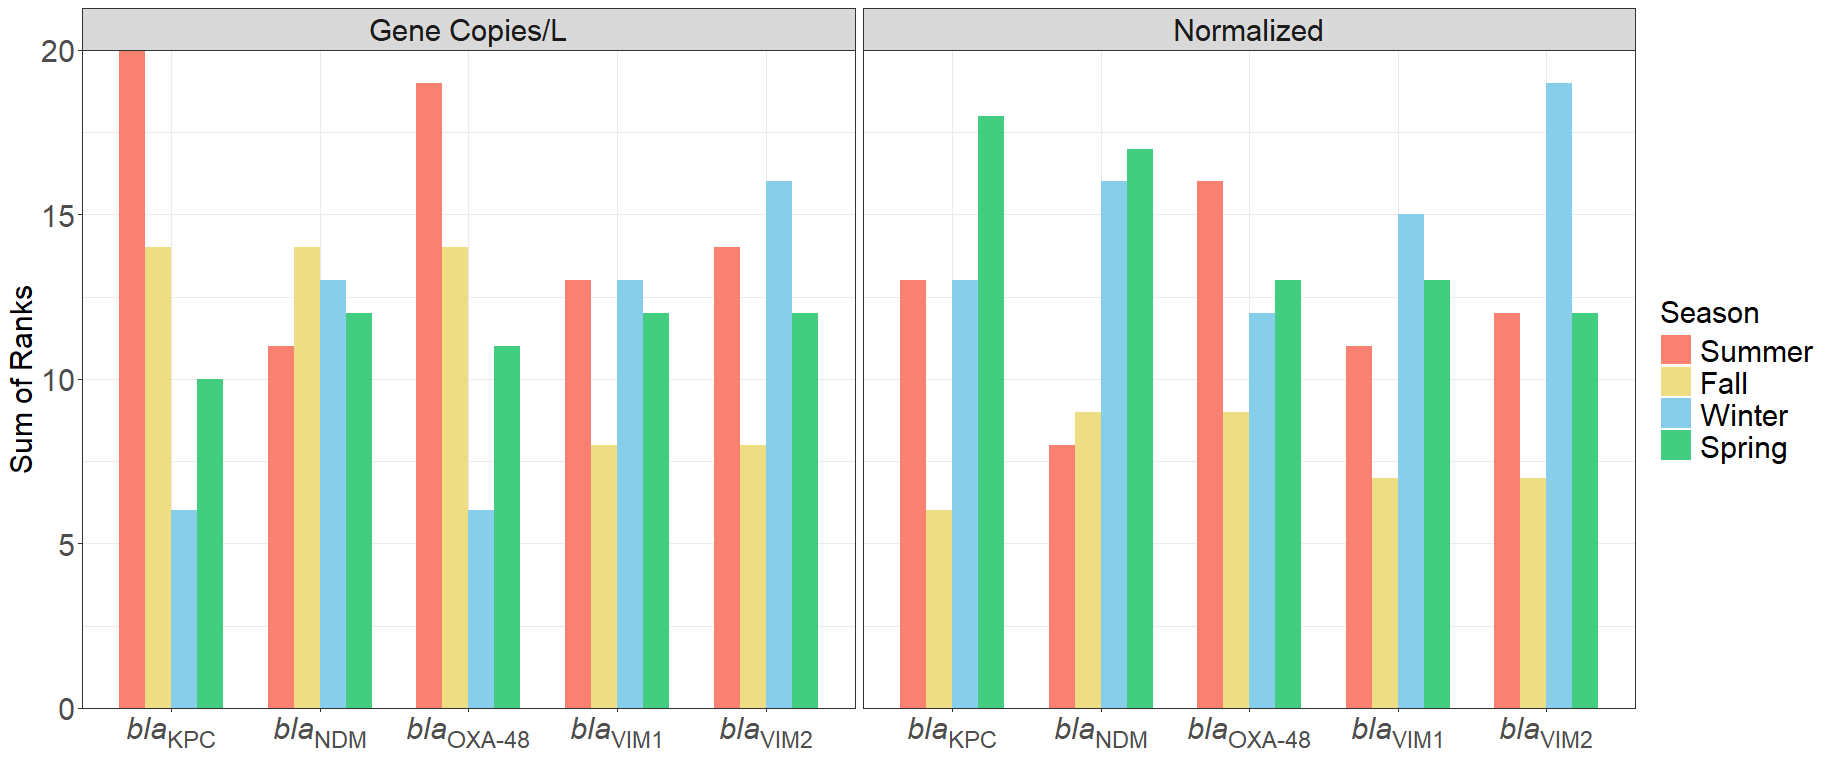 Gene Copies/L
Normalized
Sum of Ranks
20
15
10
5
0
blaKPC blaNDM blaOXA-48 blaVIM1 blaVIM2
blaKPC blaNDM blaOXA-48 blaVIM1 blaVIM2
Season
Summer
Fall
Winter
Spring